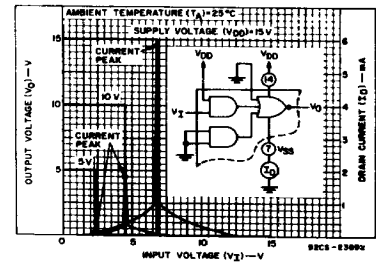 AMBIENT TEMPERATURE (TA)=25°C
SUPPLY VOLTAGE (VDD)=15V
CURRENT PEAK
10 V
CURRENT PEAK
5V
VDD
VDD
14
VI
VO
7
VSS
ID
OUTPUT VOLTAGE (VO)—V
15
10
5
0
5
10
15
INPUT VOLTAGE (VI)—V
DRAIN CURRENT (ID)—mA
6
5
4
3
2
1